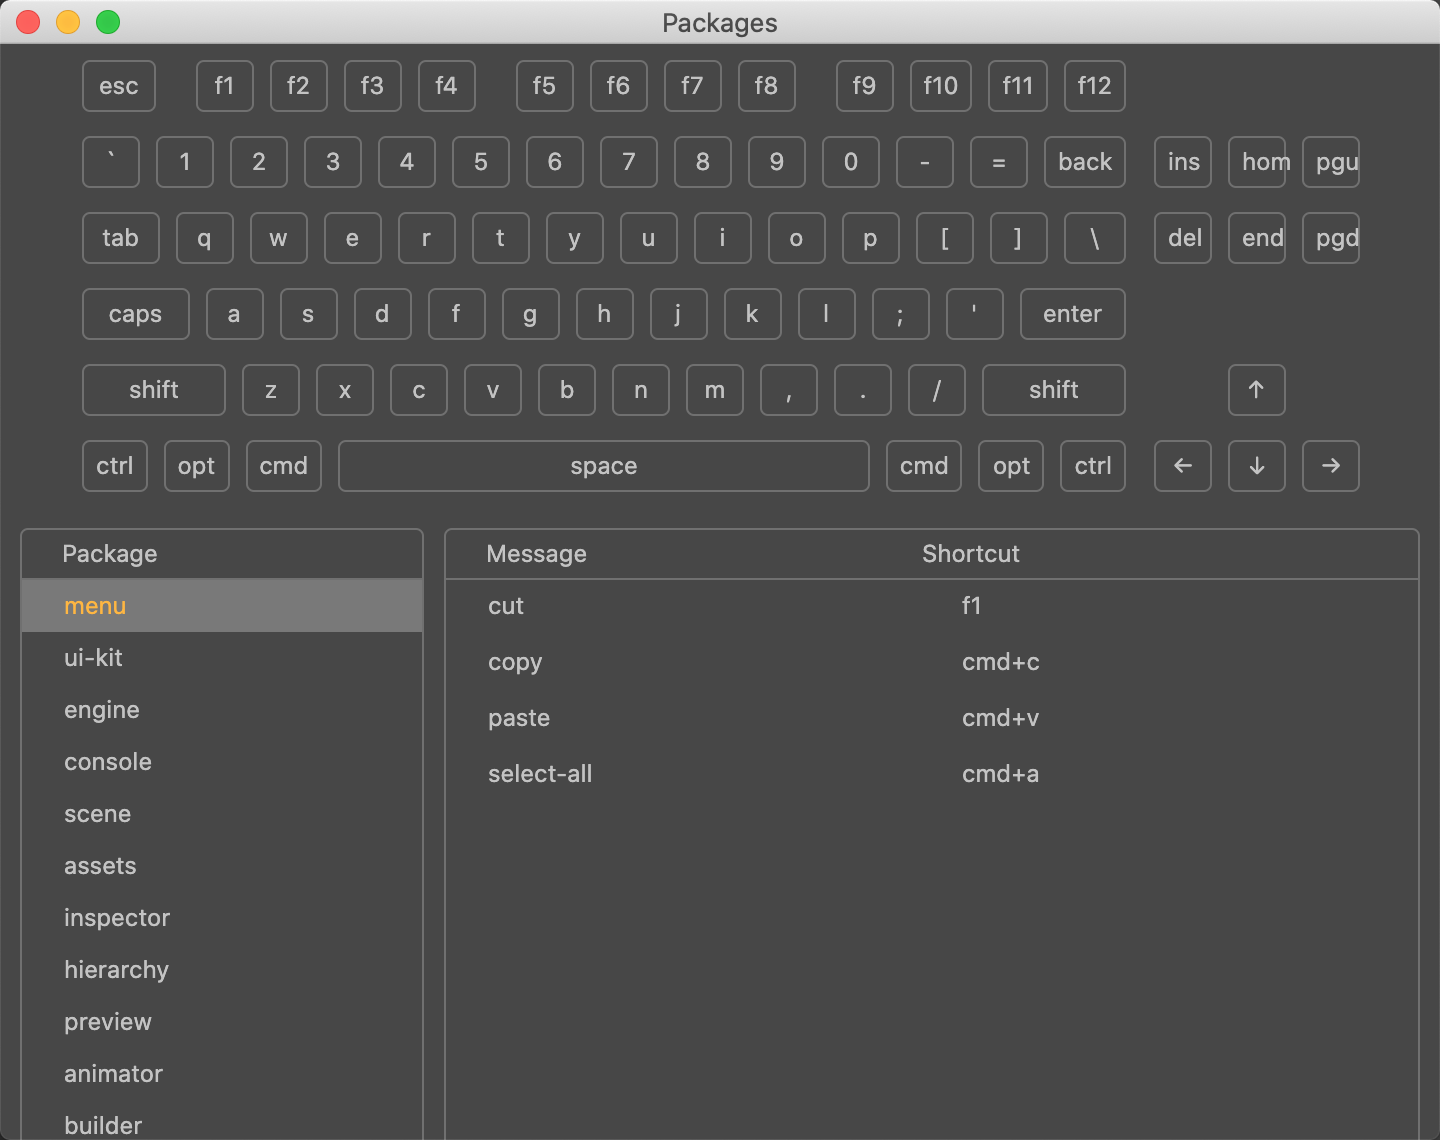 Packages
esc f1 f2 f3 f4 f5 f6 f7 f8 f9 f10 f11 f12
` 1 2 3 4 5 6 7 8 9 0 - = back ins hom pgu
tab q w e r t y u i o p [ ] \ del end pgd
caps a s d f g h j k l ; ' enter
shift z x c v b n m , . / shift ↑
ctrl opt cmd space cmd opt ctrl ← ↓ →
Package
menu
ui-kit
engine
console
scene
assets
inspector
hierarchy
preview
animator
builder
Message Shortcut
cut f1
copy cmd+c
paste cmd+v
select-all cmd+a